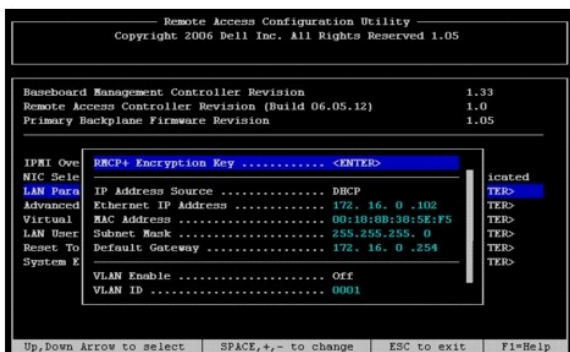 Remote Access Configuration Utility
Copyright 2006 Dell Inc. All Rights Reserved 1.05
Baseboard Management Controller Revision 1.33
Remote Access Controller Revision (Build 06.05.12) 1.0
Primary Backplane Firmware Revision 1.05
IPMI Ove
NIC Sele icated
LAN Para TER>
Advanced TER>
Virtual TER>
LAN User TER>
Reset To TER>
System E TER>
RMCP+ Encryption Key ............ <ENTER>
IP Address Source ............... DHCP
Ethernet IP Address ............. 172. 16. 0 .102
MAC Address ..................... 00:18:8B:38:5E:F5
Subnet Mask ..................... 255.255.255. 0
Default Gateway ................. 172. 16. 0 .254
VLAN Enable ..................... Off
VLAN ID ......................... 0001
Up,Down Arrow to select | SPACE,+,- to change | ESC to exit | F1=Help